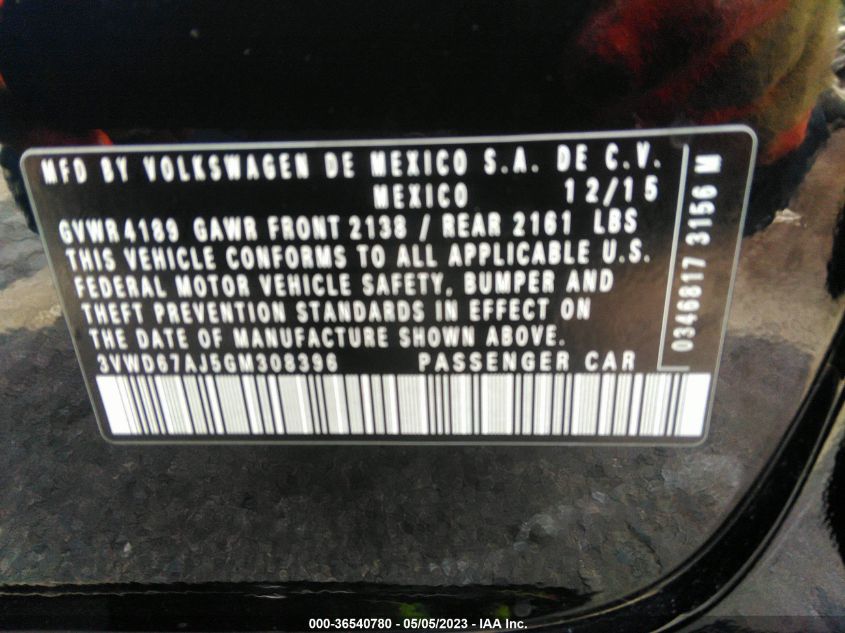 MFD BY VOLKSWAGEN DE MEXICO S.A. DE C.V.
MEXICO 12/15
GVWR 4189 GAWR FRONT 2138 / REAR 2161 LBS
THIS VEHICLE CONFORMS TO ALL APPLICABLE U.S.
FEDERAL MOTOR VEHICLE SAFETY, BUMPER AND
THEFT PREVENTION STANDARDS IN EFFECT ON
THE DATE OF MANUFACTURE SHOWN ABOVE.
3VWD67AJ5GM308396 PASSENGER CAR
0346817 3156 M
000-36540780 - 05/05/2023 - IAA Inc.